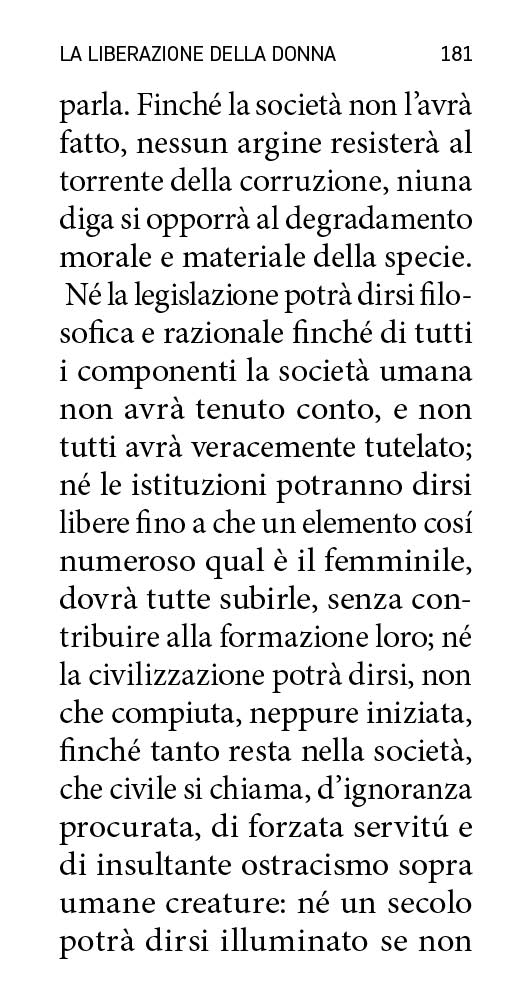 LA LIBERAZIONE DELLA DONNA 181
parla. Finché la società non l’avrà
fatto, nessun argine resisterà al
torrente della corruzione, niuna
diga si opporrà al degradamento
morale e materiale della specie.
Né la legislazione potrà dirsi filo-
sofica e razionale finché di tutti
i componenti la società umana
non avrà tenuto conto, e non
tutti avrà veracemente tutelato;
né le istituzioni potranno dirsi
libere fino a che un elemento cosí
numeroso qual è il femminile,
dovrà tutte subirle, senza con-
tribuire alla formazione loro; né
la civilizzazione potrà dirsi, non
che compiuta, neppure iniziata,
finché tanto resta nella società,
che civile si chiama, d’ignoranza
procurata, di forzata servitú e
di insultante ostracismo sopra
umane creature: né un secolo
potrà dirsi illuminato se non